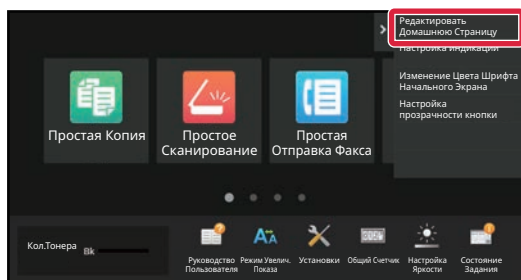 Редактировать
Домашнюю Страницу
Настройка индикации
Изменение Цвета Шрифта
Начального Экрана
Настройка
прозрачности кнопки
Простая Копия
Простое
Сканирование
Простая
Отправка Факса
Кол.Тонера
Bk
Руководство
Пользователя
Режим Увелич.
Показа
Установки
Общий Счетчик
Настройка
Яркости
Состояние
Задания